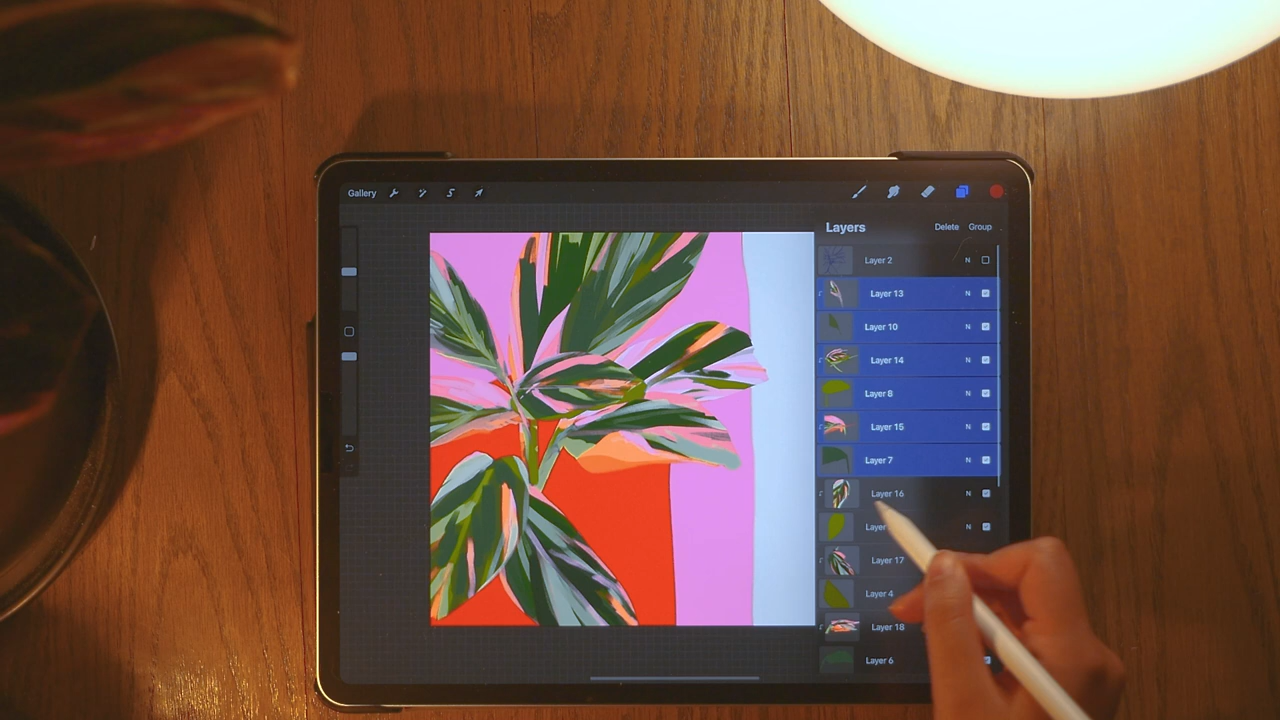 Gallery
Layers Delete Group
Layer 2 N
Layer 13 N
Layer 10 N
Layer 14 N
Layer 8 N
Layer 15 N
Layer 7 N
Layer 16 N
Layer N
Layer 17
Layer 4
Layer 18
Layer 6